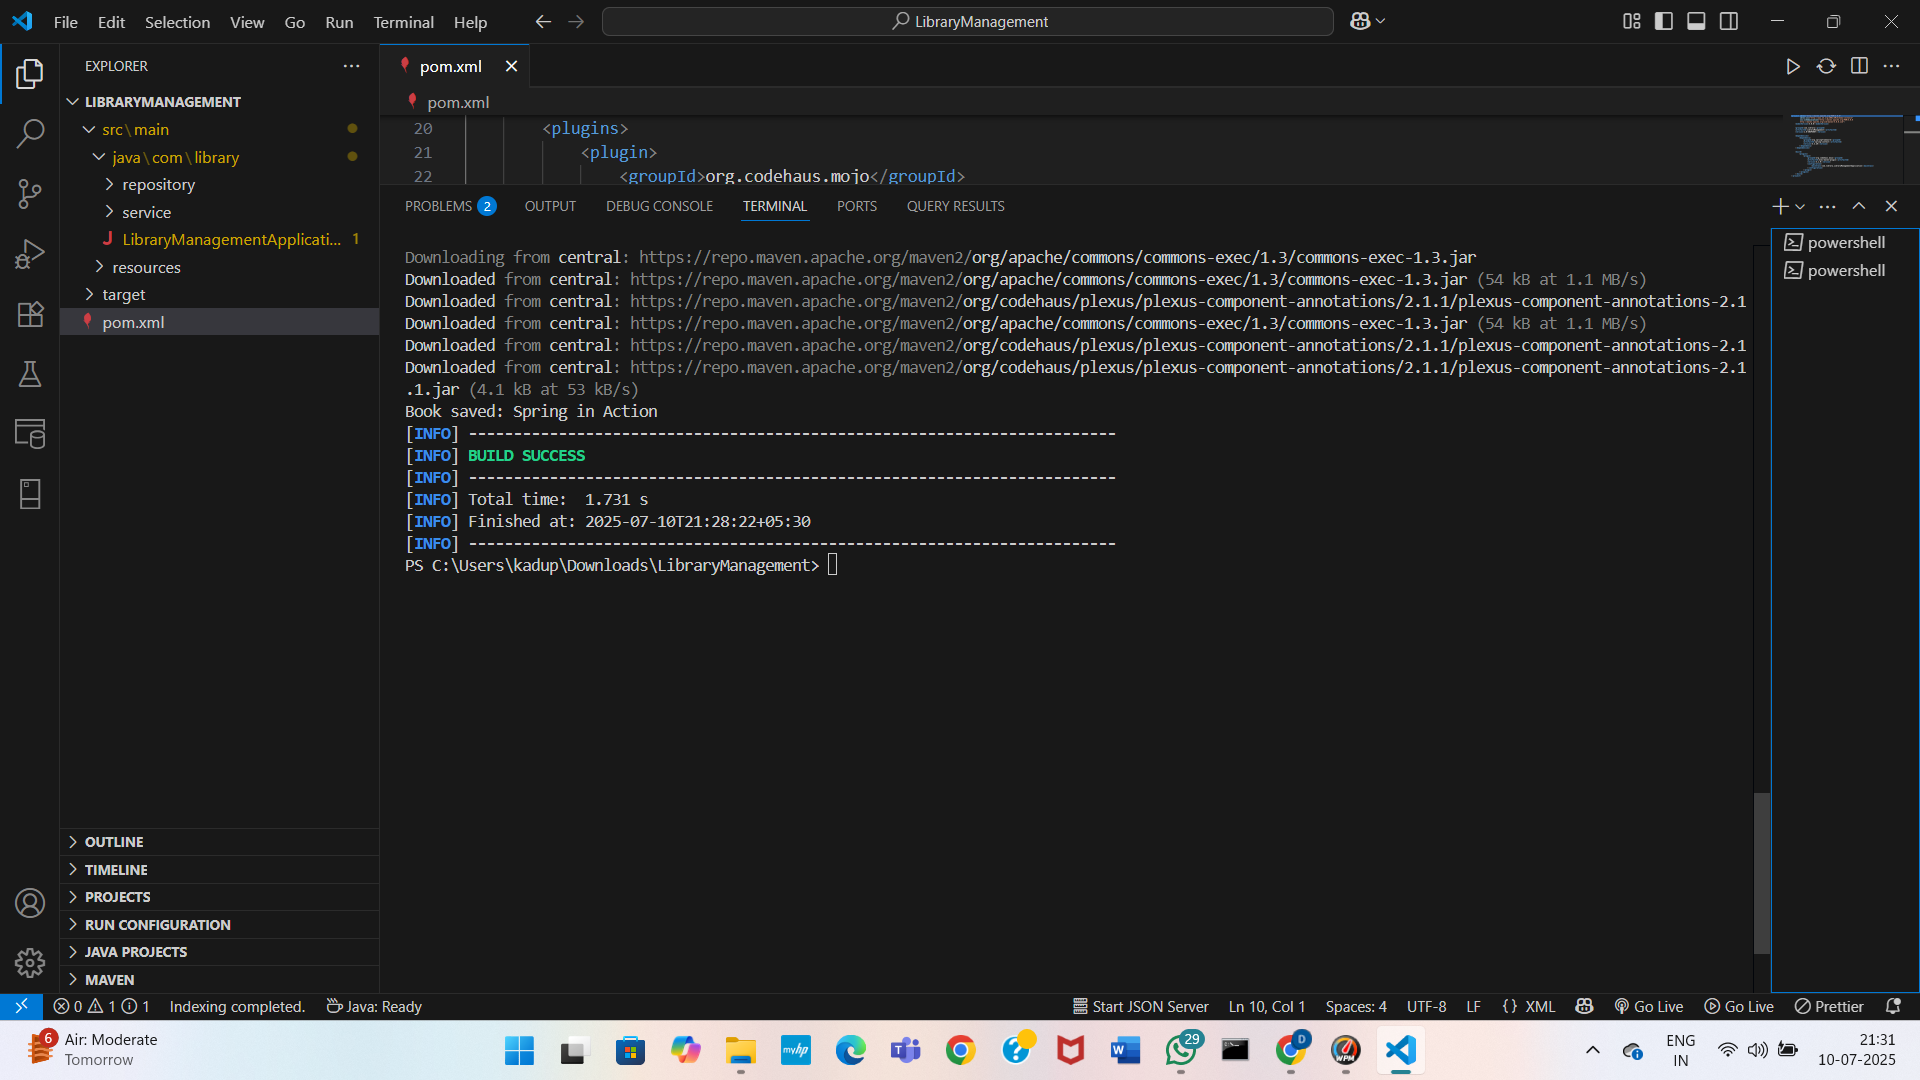 File Edit Selection View Go Run Terminal Help
LibraryManagement
EXPLORER
LIBRARYMANAGEMENT
src\main
java\com\library
repository
service
LibraryManagementApplicati... 1
resources
target
pom.xml
OUTLINE
TIMELINE
PROJECTS
RUN CONFIGURATION
JAVA PROJECTS
MAVEN
pom.xml
pom.xml
20 <plugins>
21 <plugin>
22 <groupId>org.codehaus.mojo</groupId>
PROBLEMS 2 OUTPUT DEBUG CONSOLE TERMINAL PORTS QUERY RESULTS
Downloading from central: https://repo.maven.apache.org/maven2/org/apache/commons/commons-exec/1.3/commons-exec-1.3.jar
Downloaded from central: https://repo.maven.apache.org/maven2/org/apache/commons/commons-exec/1.3/commons-exec-1.3.jar (54 kB at 1.1 MB/s)
Downloaded from central: https://repo.maven.apache.org/maven2/org/codehaus/plexus/plexus-component-annotations/2.1.1/plexus-component-annotations-2.1
Downloaded from central: https://repo.maven.apache.org/maven2/org/apache/commons/commons-exec/1.3/commons-exec-1.3.jar (54 kB at 1.1 MB/s)
Downloaded from central: https://repo.maven.apache.org/maven2/org/codehaus/plexus/plexus-component-annotations/2.1.1/plexus-component-annotations-2.1
Downloaded from central: https://repo.maven.apache.org/maven2/org/codehaus/plexus/plexus-component-annotations/2.1.1/plexus-component-annotations-2.1
.1.jar (4.1 kB at 53 kB/s)
Book saved: Spring in Action
[INFO] ------------------------------------------------------------------------
[INFO] BUILD SUCCESS
[INFO] ------------------------------------------------------------------------
[INFO] Total time:  1.731 s
[INFO] Finished at: 2025-07-10T21:28:22+05:30
[INFO] ------------------------------------------------------------------------
PS C:\Users\kadup\Downloads\LibraryManagement>
powershell
powershell
0 1 1 Indexing completed. Java: Ready
Start JSON Server Ln 10, Col 1 Spaces: 4 UTF-8 LF {} XML Go Live Go Live Prettier
6
Air: Moderate
Tomorrow
myhp
W
29
D
WPM
ENG
IN
21:31
10-07-2025